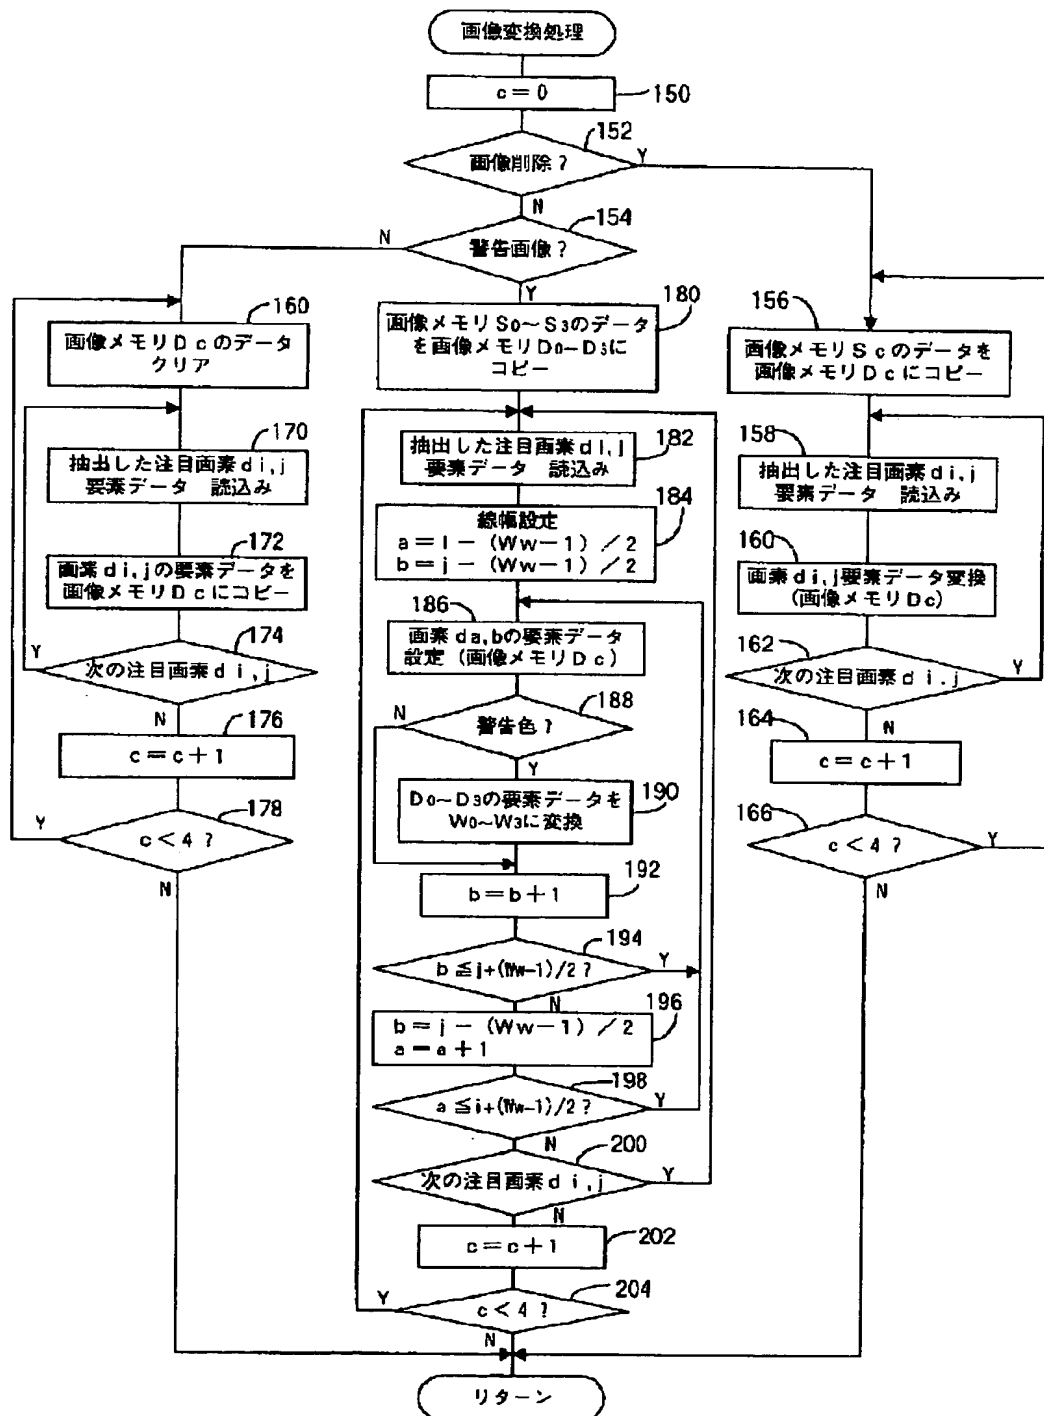 画像変換処理
c=0
150
152
画像削除?
Y
N
154
警告画像?
N
Y
160
画像メモリDcのデータ
クリア
170
抽出した注目画素di,j
要素データ 読込み
172
画素di,jの要素データを
画像メモリDcにコピー
174
Y
次の注目画素di,j
N
176
c=c+1
178
Y
c<4?
N
180
画像メモリS0~S3のデータ
を画像メモリD0~D3に
コピー
182
抽出した注目画素di,j
要素データ 読込み
184
線幅設定
a=i-(Ww-1)/2
b=j-(Ww-1)/2
186
画素da,bの要素データ
設定(画像メモリDc)
188
N
警告色?
Y
190
D0~D3の要素データを
W0~W3に変換
192
b=b+1
194
b≦j+(Ww-1)/2?
Y
N
196
b=j-(Ww-1)/2
a=a+1
198
a≦i+(Ww-1)/2?
Y
N
200
次の注目画素di,j
Y
N
202
c=c+1
204
Y
c<4?
N
156
画像メモリScのデータを
画像メモリDcにコピー
158
抽出した注目画素di,j
要素データ 読込み
160
画素di,j要素データ変換
(画像メモリDc)
162
次の注目画素di.j
Y
N
164
c=c+1
166
c<4?
Y
N
リターン